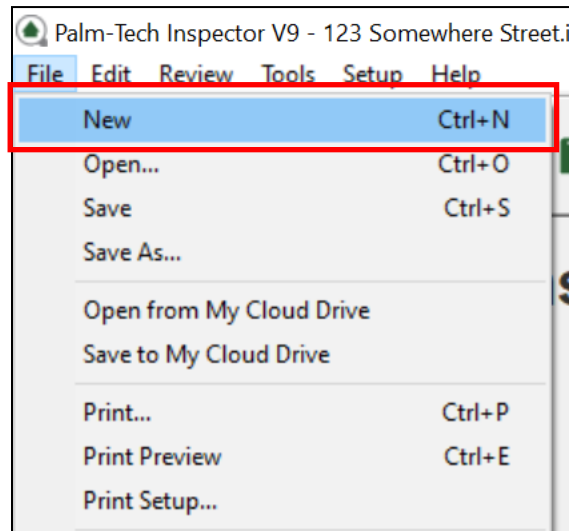 Palm-Tech Inspector V9 - 123 Somewhere Street.i
File Edit Review Tools Setup Help
New Ctrl+N
Open... Ctrl+O
Save Ctrl+S
Save As...
Open from My Cloud Drive
Save to My Cloud Drive
Print... Ctrl+P
Print Preview Ctrl+E
Print Setup...